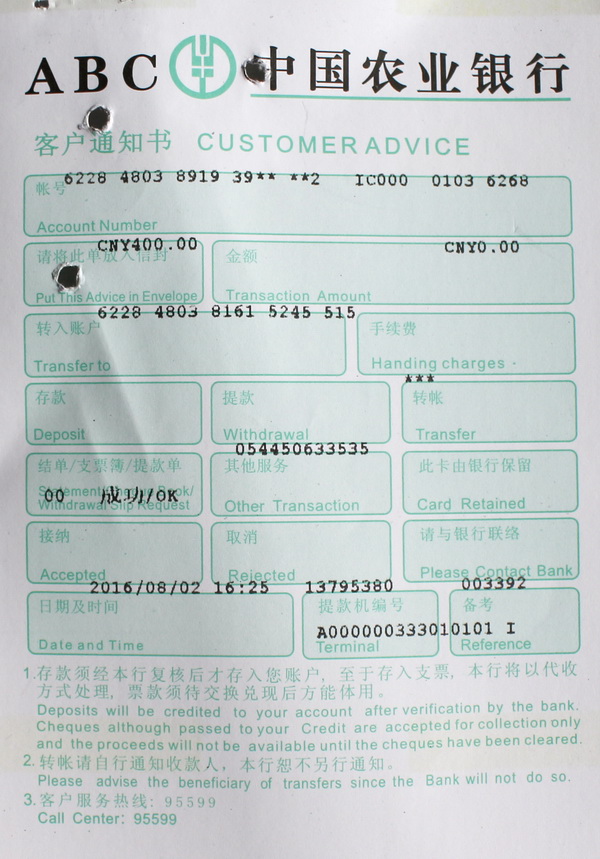 ABC 中国农业银行
客户通知书 CUSTOMER ADVICE
6228 4803 8919 39** **2 IC000 0103 6268
帐号
Account Number
CNY400.00 CNY0.00
请将此单放入信封 金额
Put This Advice in Envelope Transaction Amount
6228 4803 8161 5245 515
转入账户 手续费
Transfer to Handing charges
***
存款 提款 转帐
Deposit Withdrawal Transfer
054450633535
结单/支票簿/提款单 其他服务 此卡由银行保留
Statement/Cheque Book/
00 成功/OK
Withdrawal Slip Request Other Transaction Card Retained
接纳 取消 请与银行联络
Accepted Rejected Please Contact Bank
2016/08/02 16:25 13795380 003392
日期及时间 提款机编号 备考
A000000333010101 I
Date and Time Terminal Reference
1.存款须经本行复核后才存入您账户, 至于存入支票, 本行将以代收
方式处理, 票款须待交换兑现后方能体用。
Deposits will be credited to your account after verification by the bank.
Cheques although passed to your Credit are accepted for collection only
and the proceeds will not be available until the cheques have been cleared.
2. 转帐请自行通知收款人, 本行恕不另行通知。
Please advise the beneficiary of transfers since the Bank will not do so.
3. 客户服务热线: 95599
Call Center: 95599